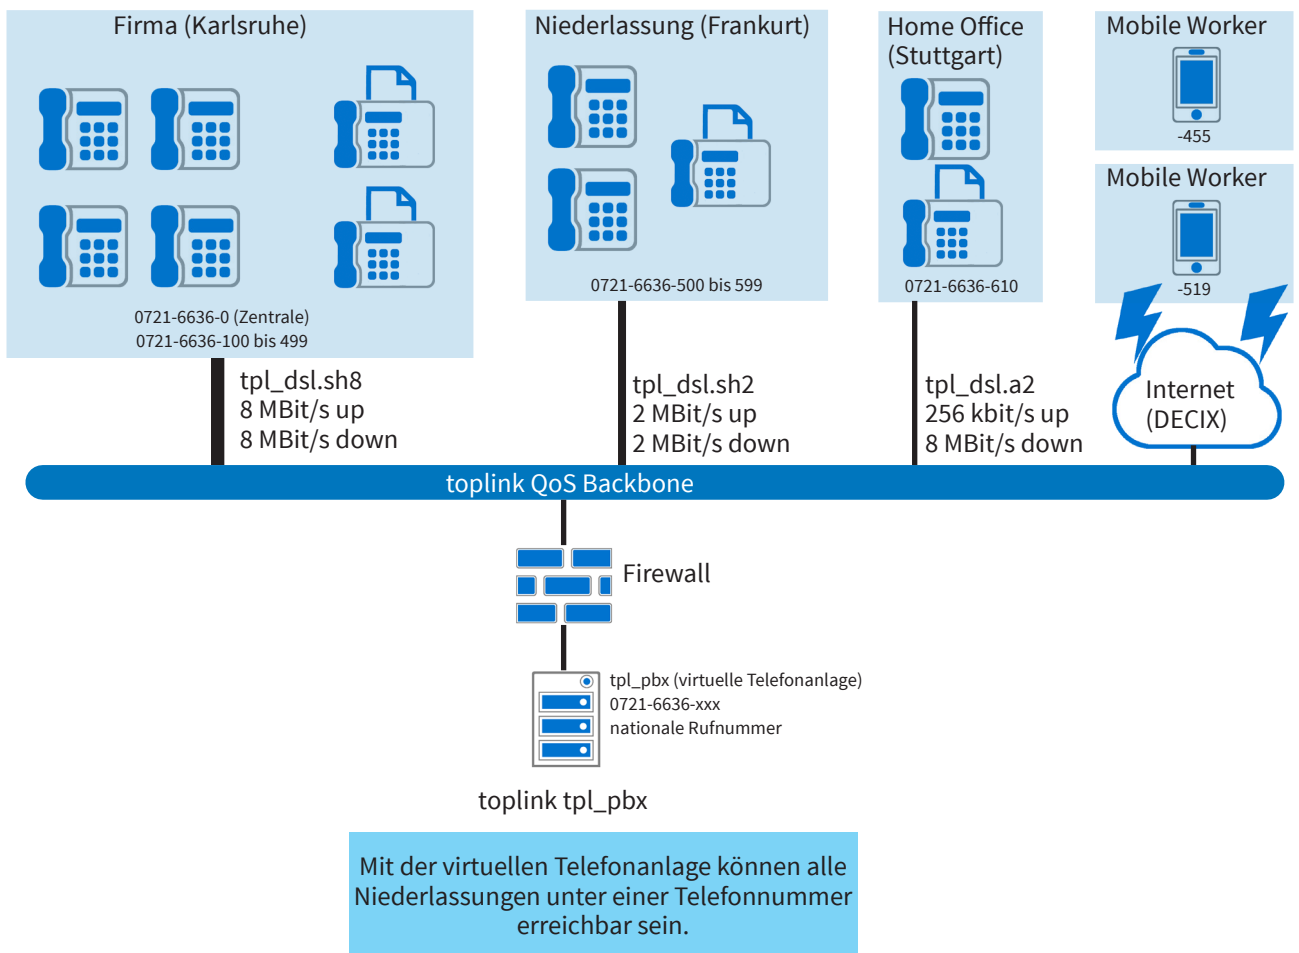 Firma (Karlsruhe)
0721-6636-0 (Zentrale)
0721-6636-100 bis 499
Niederlassung (Frankurt)
0721-6636-500 bis 599
Home Office
(Stuttgart)
0721-6636-610
Mobile Worker
-455
Mobile Worker
-519
tpl_dsl.sh8
8 MBit/s up
8 MBit/s down
tpl_dsl.sh2
2 MBit/s up
2 MBit/s down
tpl_dsl.a2
256 kbit/s up
8 MBit/s down
Internet
(DECIX)
toplink QoS Backbone
Firewall
tpl_pbx (virtuelle Telefonanlage)
0721-6636-xxx
nationale Rufnummer
toplink tpl_pbx
Mit der virtuellen Telefonanlage können alle
Niederlassungen unter einer Telefonnummer
erreichbar sein.